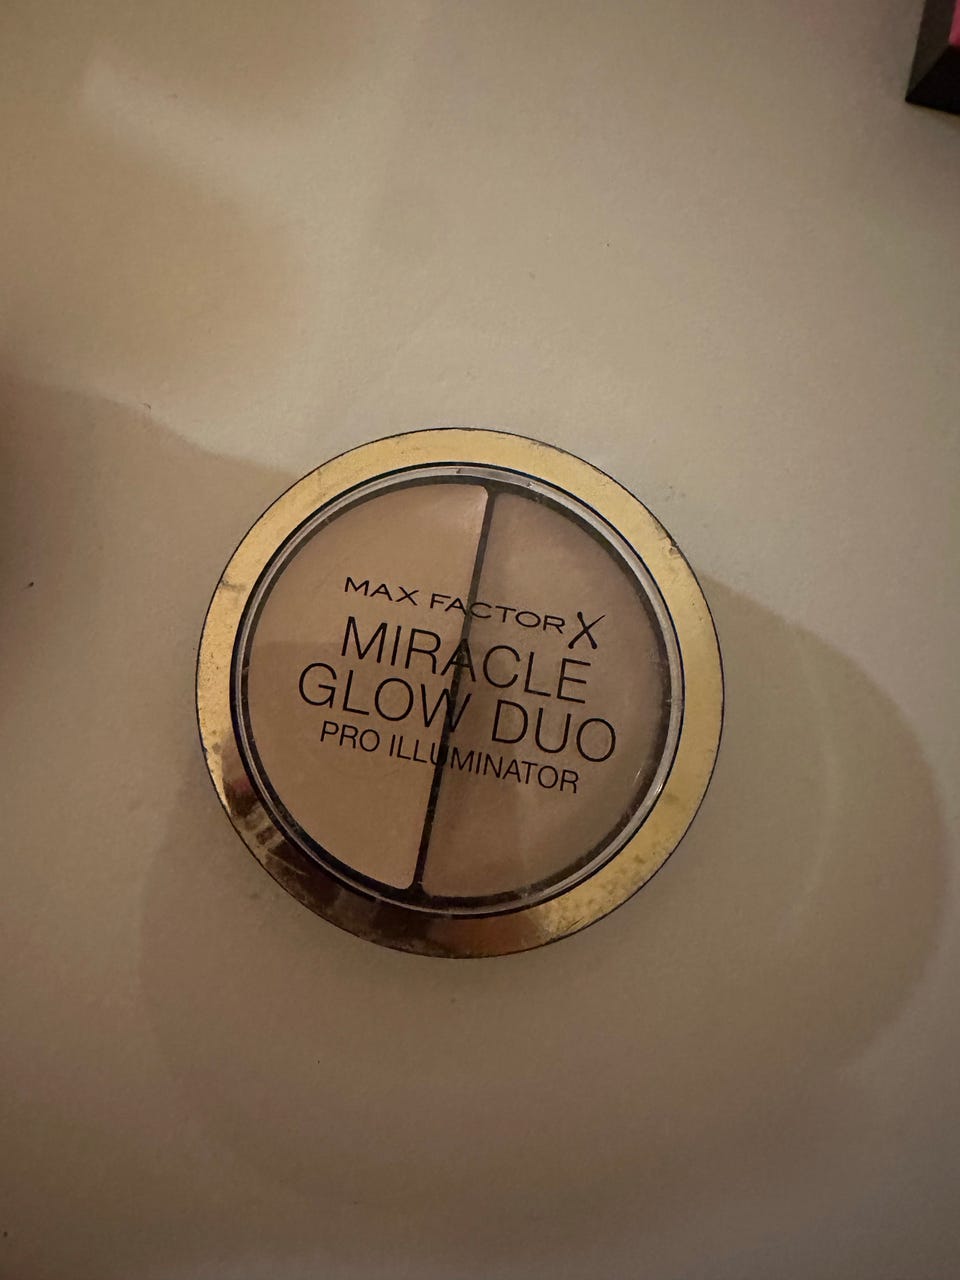 MAX FACTOR X
MIRACLE
GLOW DUO
PRO ILLUMINATOR